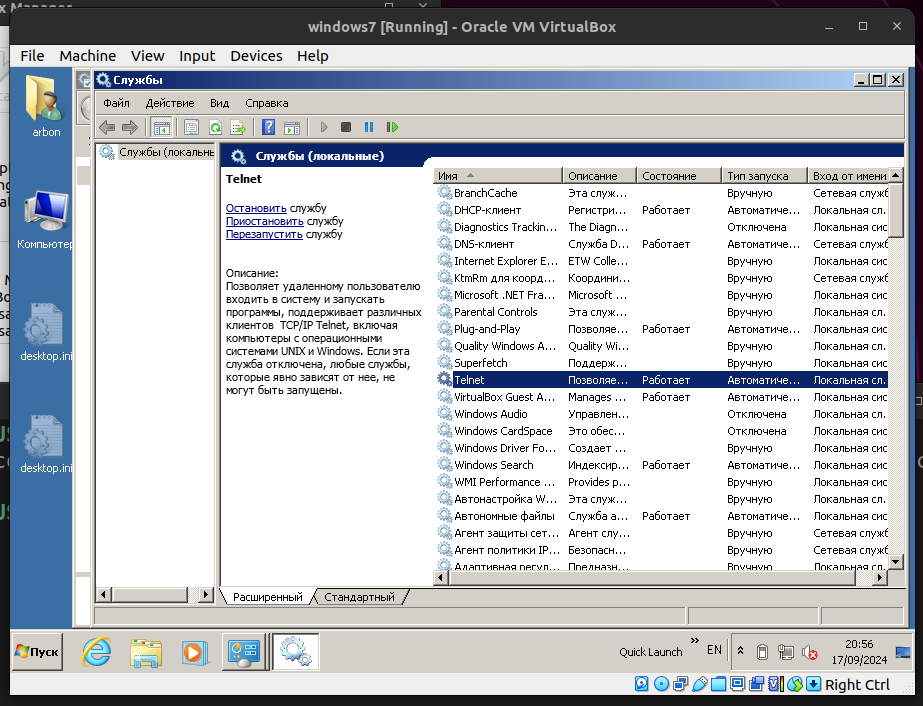 x Manager
windows7 [Running] - Oracle VM VirtualBox
File Machine View Input Devices Help
arbon
Компьютер
desktop.ini
desktop.ini
Службы
Файл Действие Вид Справка
Службы (локальн
Службы (локальные)
Telnet
Остановить службу
Приостановить службу
Перезапустить службу
Описание:
Позволяет удаленному пользователю
входить в систему и запускать
программы, поддерживает различных
клиентов TCP/IP Telnet, включая
компьютеры с операционными
системами UNIX и Windows. Если эта
служба отключена, любые службы,
которые явно зависят от нее, не
могут быть запущены.
Имя Описание Состояние Тип запуска Вход от имени
BranchCache Эта служ... Вручную Сетевая служб
DHCP-клиент Регистри... Работает Автоматиче... Локальная сл.
Diagnostics Trackin... The Diagn... Отключена Локальная сис
DNS-клиент Служба D... Работает Автоматиче... Сетевая служб
Internet Explorer E... ETW Colle... Вручную Локальная сис
KtmRm для коорд... Координи... Вручную Сетевая служб
Microsoft .NET Fra... Microsoft ... Вручную Локальная сис
Parental Controls Эта служ... Вручную Локальная сл.
Plug-and-Play Позволяе... Работает Автоматиче... Локальная сис
Quality Windows A... Quality Wi... Вручную Локальная сл.
Superfetch Поддерж... Вручную Локальная сис
Telnet Позволяе... Работает Автоматиче... Локальная сл.
VirtualBox Guest A... Manages ... Работает Автоматиче... Локальная сис
Windows Audio Управлен... Отключена Локальная сл.
Windows CardSpace Это обес... Отключена Локальная сис
Windows Driver Fo... Создает ... Вручную Локальная сис
Windows Search Индексир... Работает Автоматиче... Локальная сис
WMI Performance ... Provides p... Вручную Локальная сис
Автонастройка W... Эта служ... Вручную Локальная сл.
Автономные файлы Служба а... Работает Автоматиче... Локальная сис
Агент защиты сет... Агент слу... Вручную Сетевая служб
Агент политики IP... Безопасн... Вручную Сетевая служб
Адаптивная регул... Предназн... Вручную Локальная сл.
Расширенный Стандартный
Пуск
Quick Launch
EN
20:56
17/09/2024
Right Ctrl